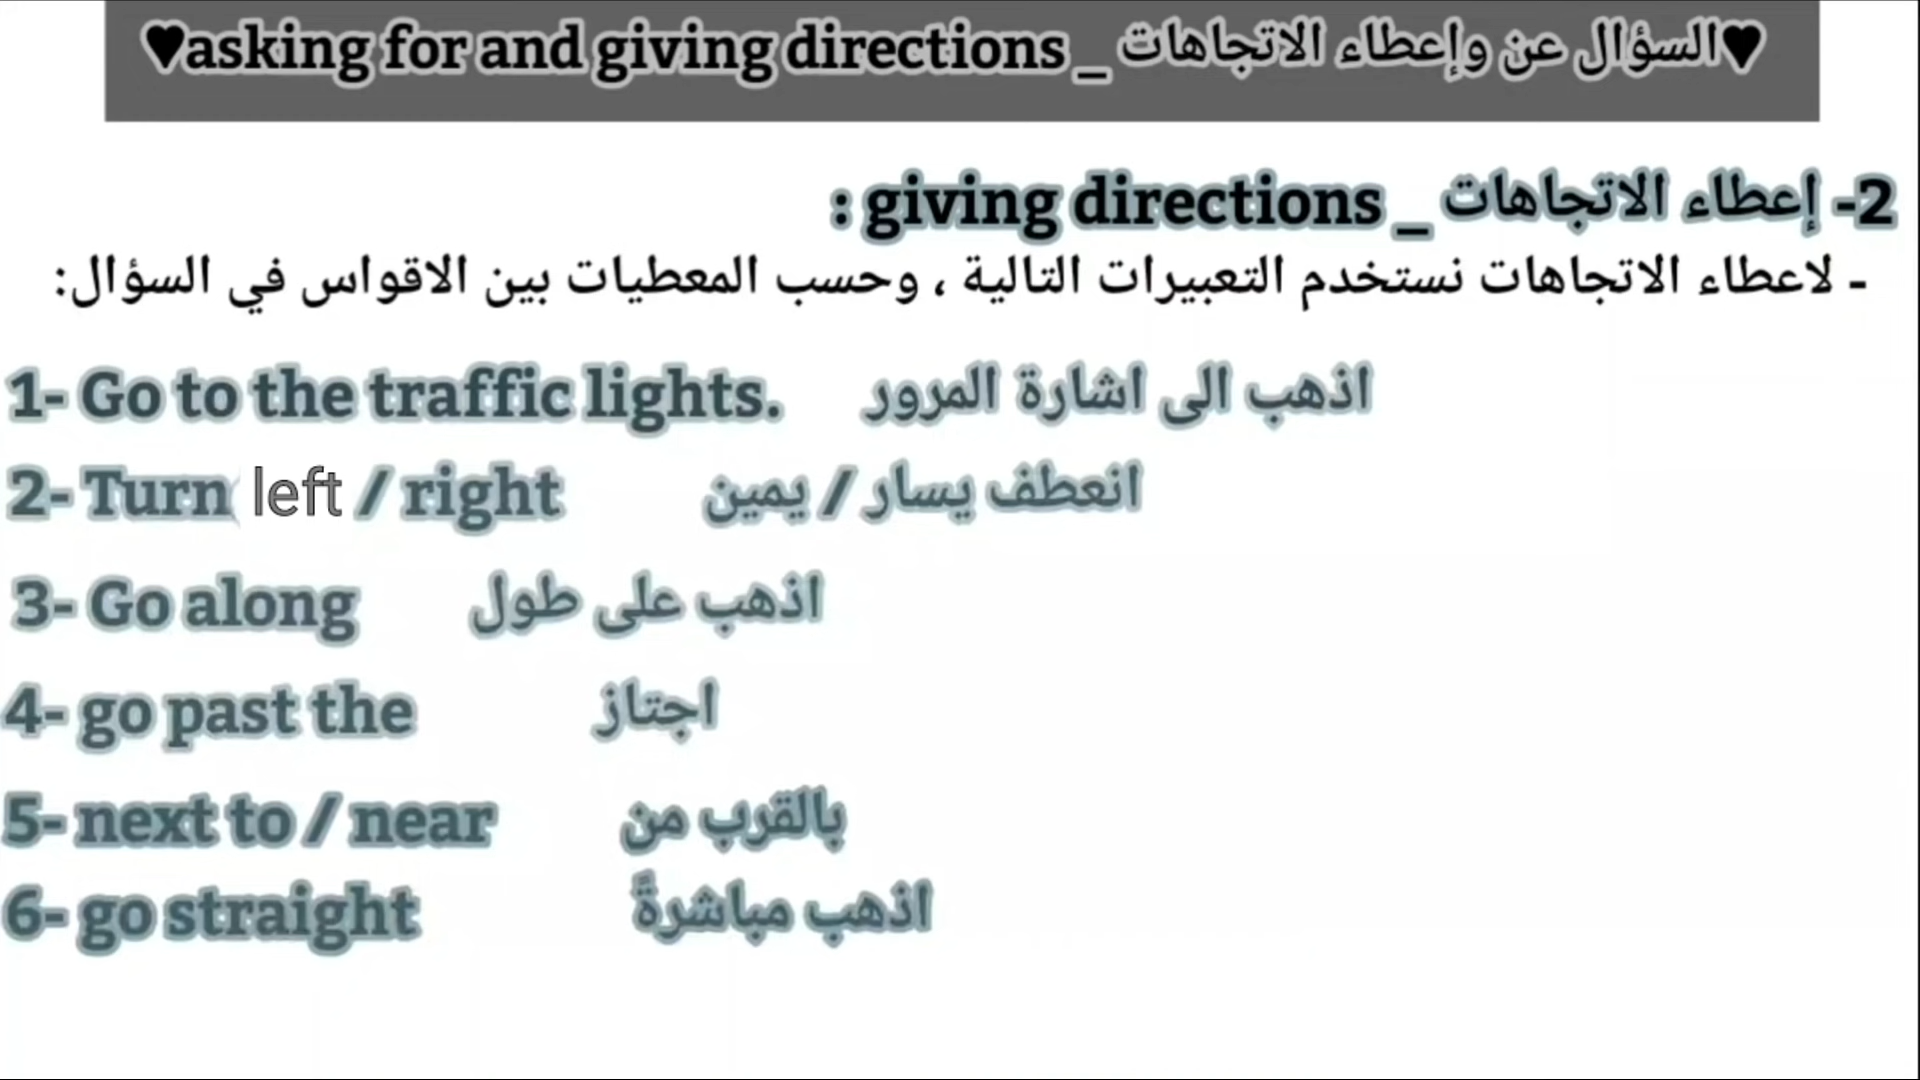 ♥asking for and giving directions _ السؤال عن وإعطاء الاتجاهات♥
2- إعطاء الاتجاهات _ giving directions :
- لاعطاء الاتجاهات نستخدم التعبيرات التالية ، وحسب المعطيات بين الاقواس في السؤال:
1- Go to the traffic lights. اذهب الى اشارة المرور
2- Turn left / right انعطف يسار / يمين
3- Go along اذهب على طول
4- go past the اجتاز
5- next to / near بالقرب من
6- go straight اذهب مباشرةً